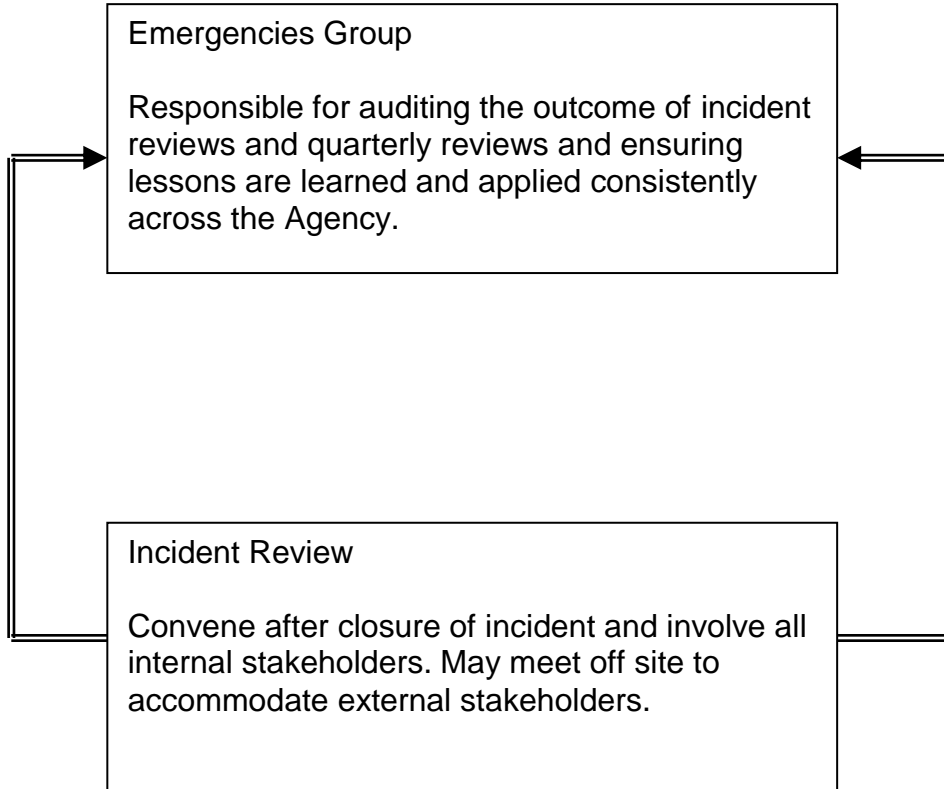 Emergencies Group
Responsible for auditing the outcome of incident
reviews and quarterly reviews and ensuring
lessons are learned and applied consistently
across the Agency.
Incident Review
Convene after closure of incident and involve all
internal stakeholders. May meet off site to
accommodate external stakeholders.